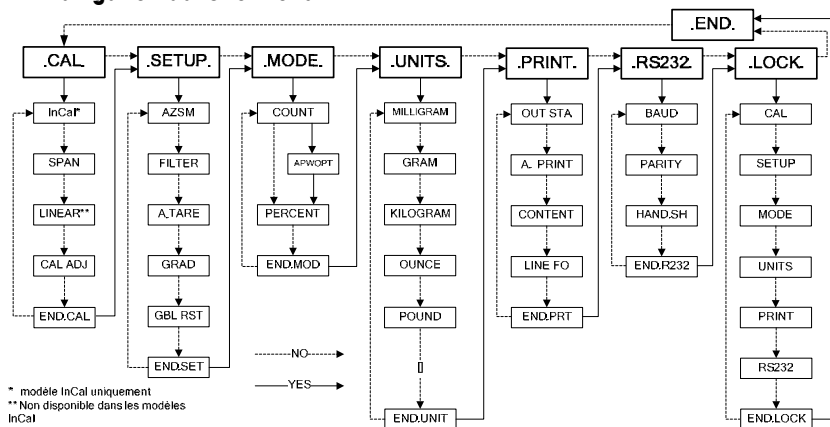 .END.
.CAL.
.SETUP.
.MODE.
.UNITS.
.PRINT.
.RS232.
.LOCK.
InCal*
SPAN
LINEAR**
CAL ADJ
END.CAL
AZSM
FILTER
A.TARE
GRAD
GBL RST
END.SET
COUNT
APWOPT
PERCENT
END.MOD
MILLIGRAM
GRAM
KILOGRAM
OUNCE
POUND
END.UNIT
OUT STA
A. PRINT
CONTENT
LINE FO
END.PRT
BAUD
PARITY
HAND.SH
END.R232
CAL
SETUP
MODE
UNITS
PRINT
RS232
END.LOCK
NO
YES
* modèle InCal uniquement
** Non disponible dans les modèles
InCal